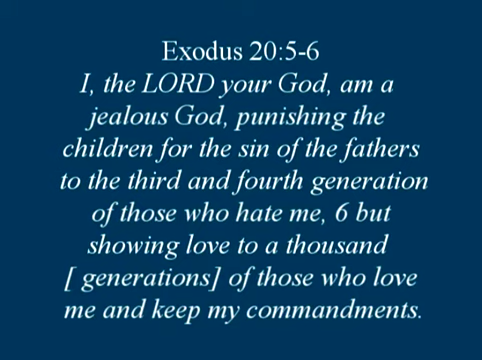 Exodus 20:5-6
I, the LORD your God, am a
jealous God, punishing the
children for the sin of the fathers
to the third and fourth generation
of those who hate me, 6 but
showing love to a thousand
[ generations] of those who love
me and keep my commandments.